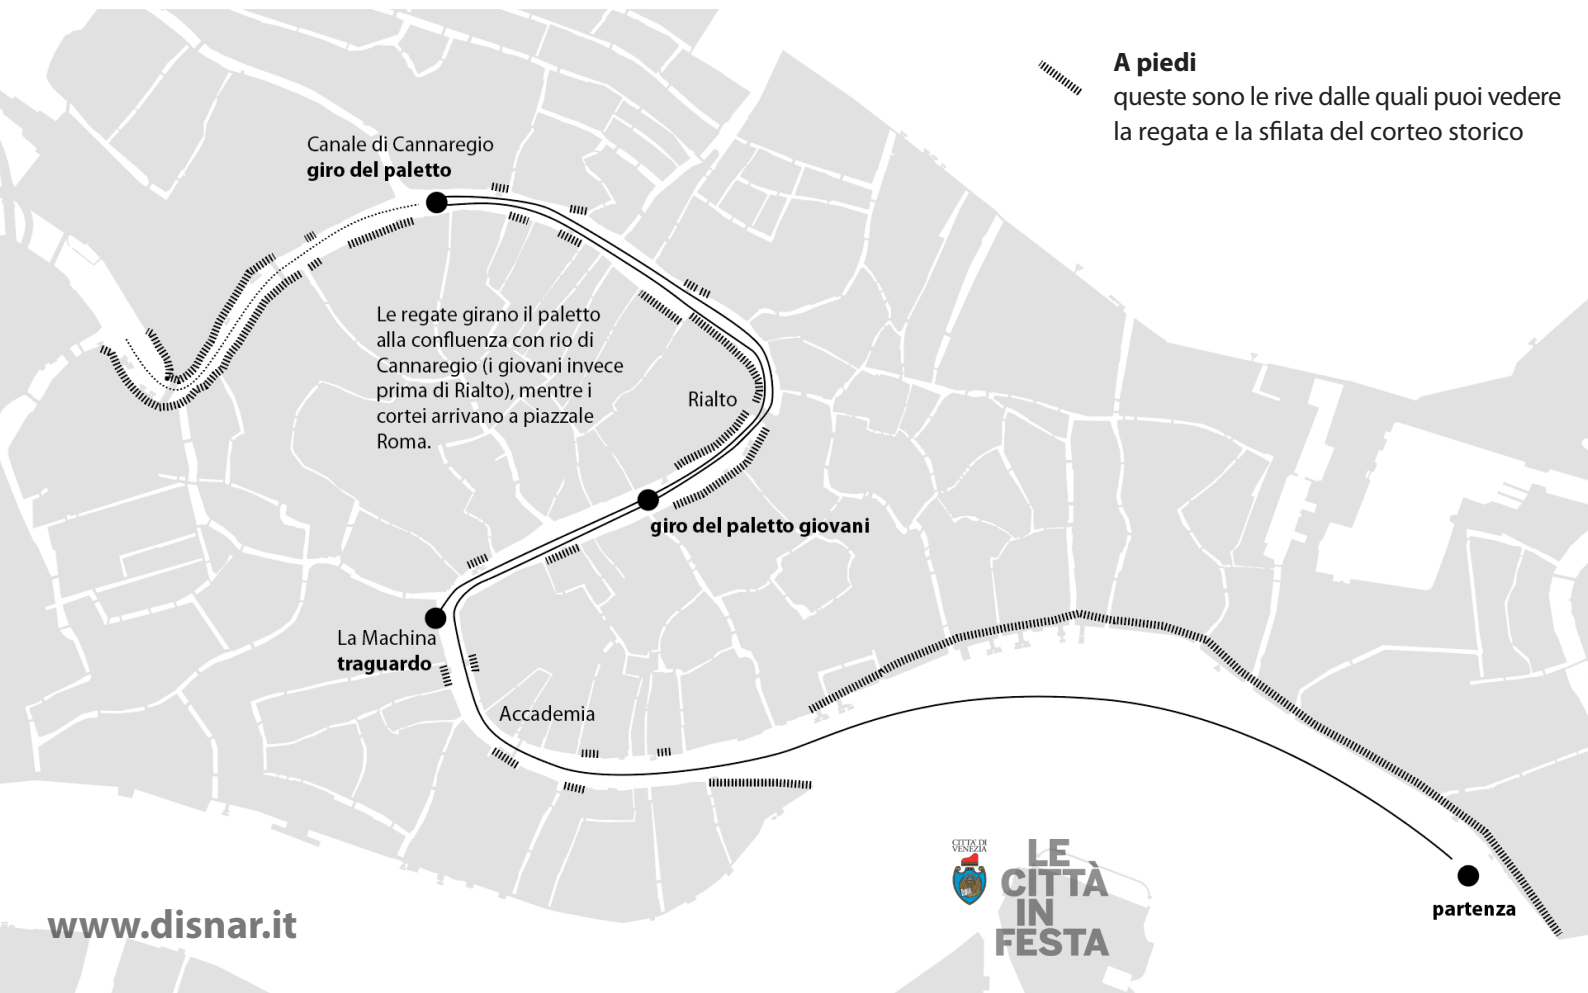 A piedi
queste sono le rive dalle quali puoi vedere
la regata e la sfilata del corteo storico
Canale di Cannaregio
giro del paletto
Le regate girano il paletto
alla confluenza con rio di
Cannaregio (i giovani invece
prima di Rialto), mentre i
cortei arrivano a piazzale
Roma.
Rialto
giro del paletto giovani
La Machina
traguardo
Accademia
CITTA' DI
VENEZIA
LE
CITTÀ
IN
FESTA
partenza
www.disnar.it